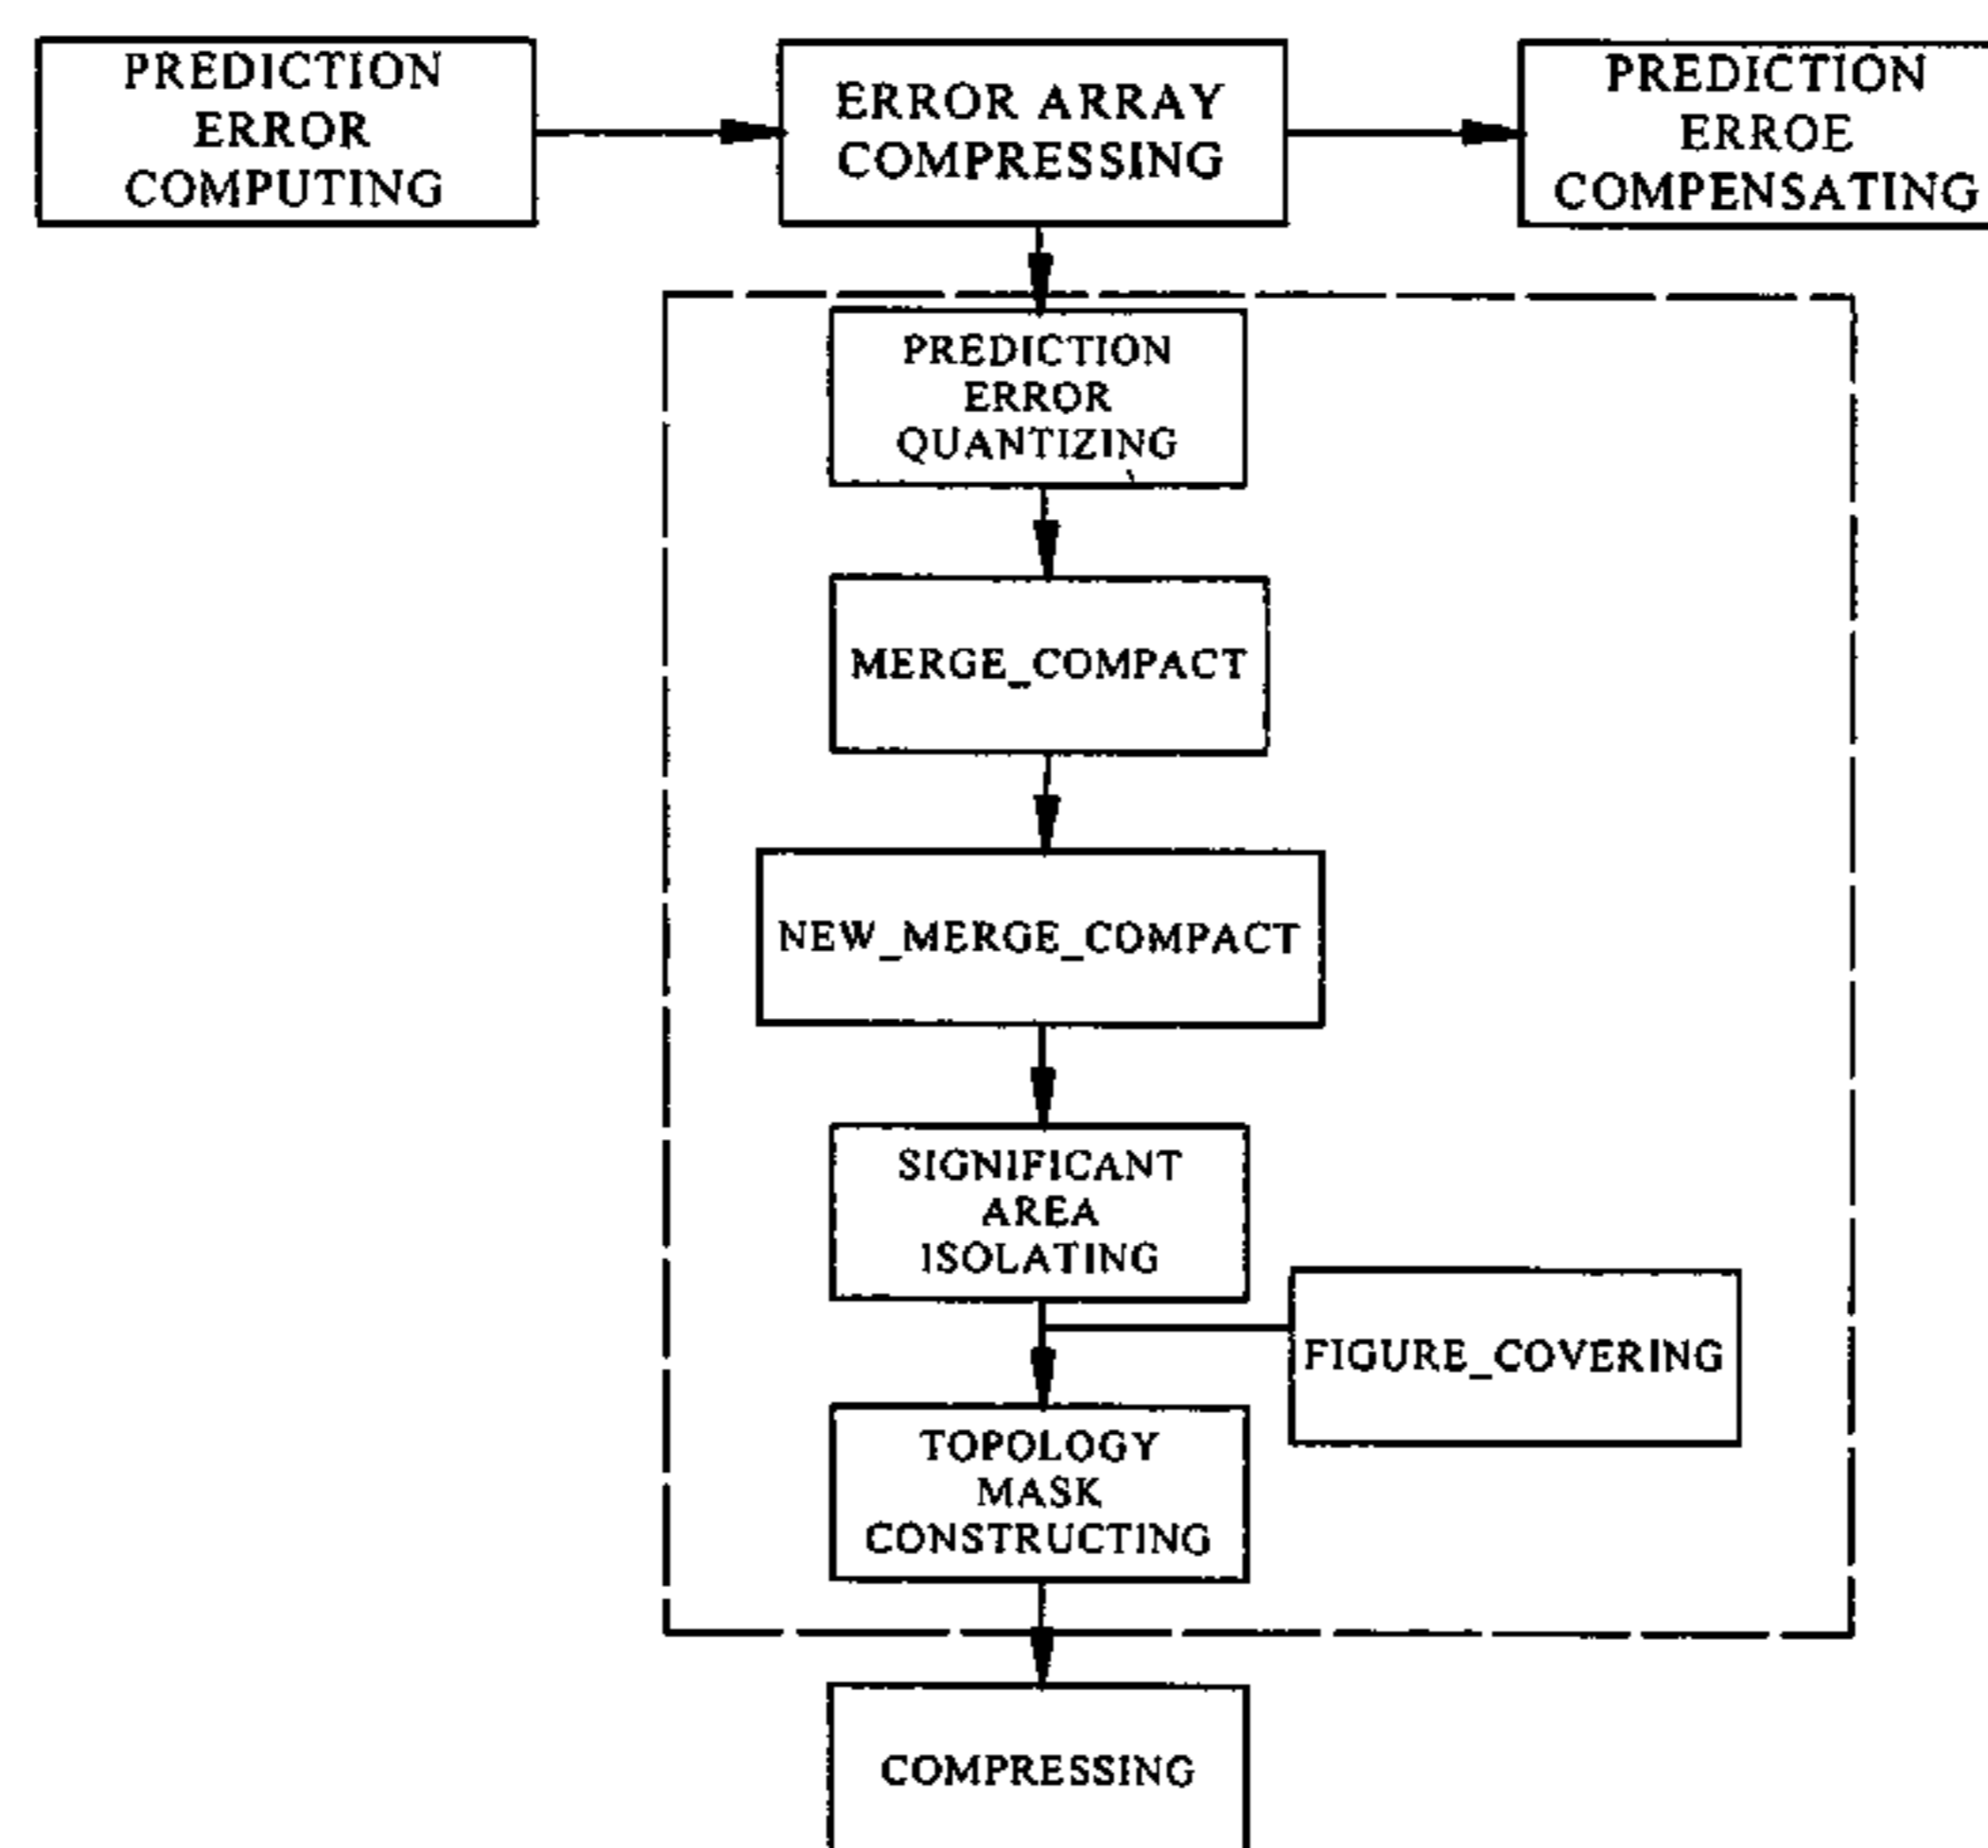 PREDICTION
ERROR
COMPUTING
ERROR ARRAY
COMPRESSING
PREDICTION
ERROE
COMPENSATING
PREDICTION
ERROR
QUANTIZING
MERGE_COMPACT
NEW_MERGE_COMPACT
SIGNIFICANT
AREA
ISOLATING
FIGURE_COVERING
TOPOLOGY
MASK
CONSTRUCTING
COMPRESSING